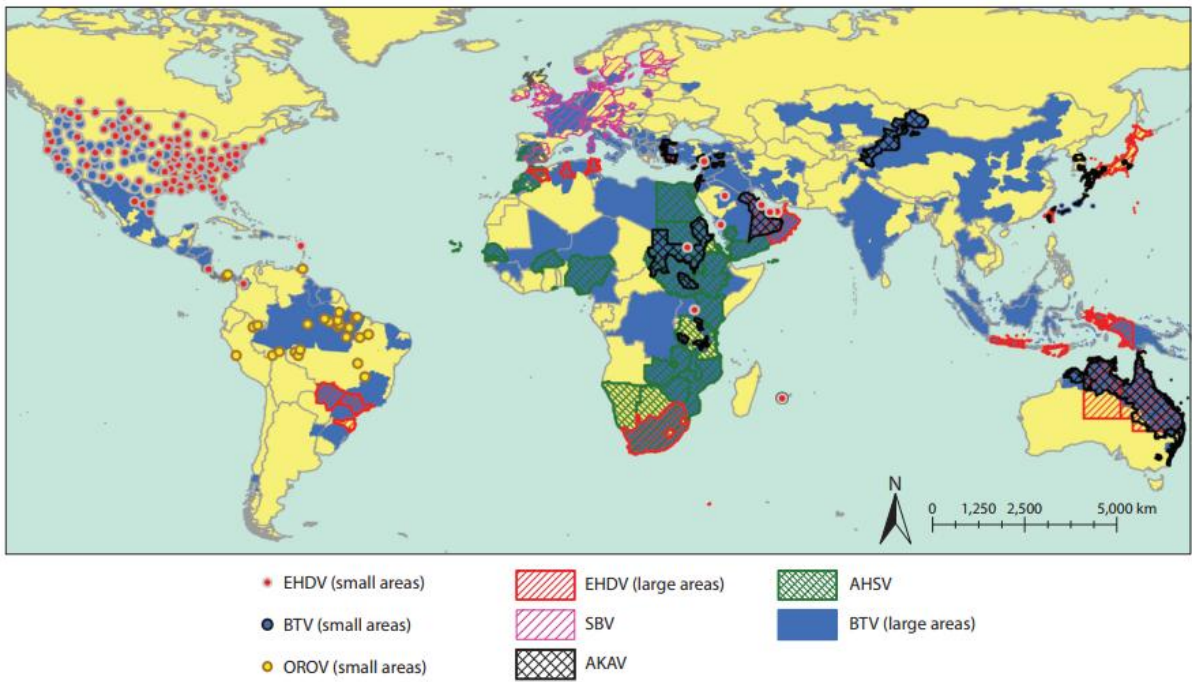 N
0 1,250 2,500 5,000 km
EHDV (small areas) EHDV (large areas) AHSV
BTV (small areas) SBV BTV (large areas)
OROV (small areas) AKAV